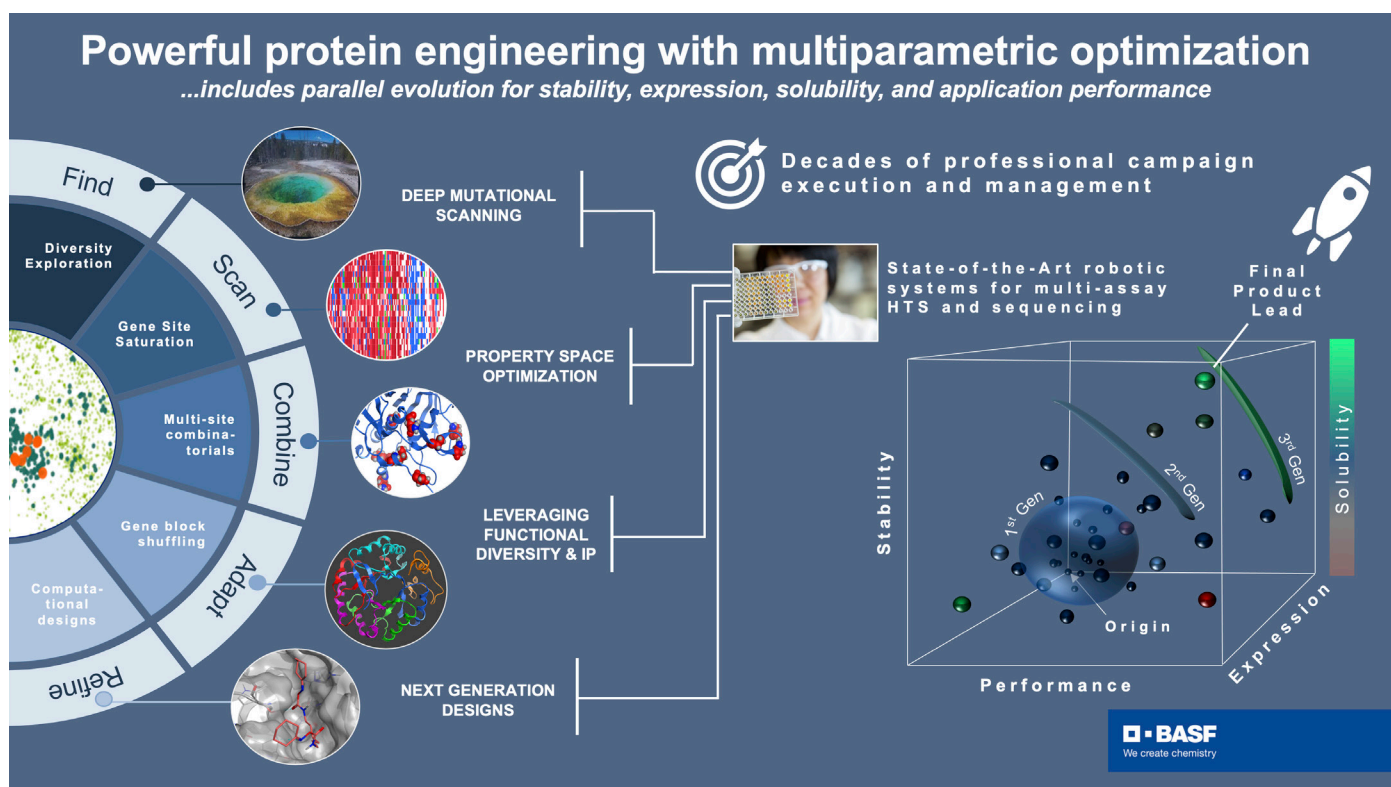 Powerful protein engineering with multiparametric optimization
...includes parallel evolution for stability, expression, solubility, and application performance
Find
Diversity
Exploration
Scan
Gene Site
Saturation
Combine
Multi-site
combina-
torials
Adapt
Gene block
shuffling
Refine
Computa-
tional
designs
DEEP MUTATIONAL
SCANNING
PROPERTY SPACE
OPTIMIZATION
LEVERAGING
FUNCTIONAL
DIVERSITY & IP
NEXT GENERATION
DESIGNS
Decades of professional campaign
execution and management
State-of-the-Art robotic
systems for multi-assay
HTS and sequencing
Final
Product
Lead
Stability
1st Gen
2nd Gen
3rd Gen
Solubility
Origin
Performance
Expression
BASF
We create chemistry